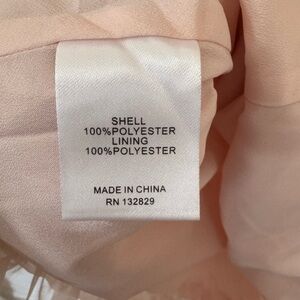 SHELL
100%POLYESTER
LINING
100%POLYESTER
MADE IN CHINA
RN 132829